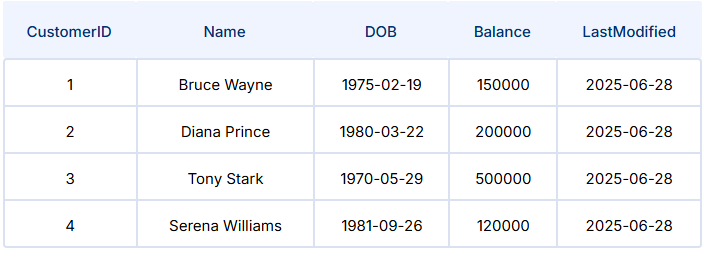 CustomerID Name DOB Balance LastModified
1 Bruce Wayne 1975-02-19 150000 2025-06-28
2 Diana Prince 1980-03-22 200000 2025-06-28
3 Tony Stark 1970-05-29 500000 2025-06-28
4 Serena Williams 1981-09-26 120000 2025-06-28